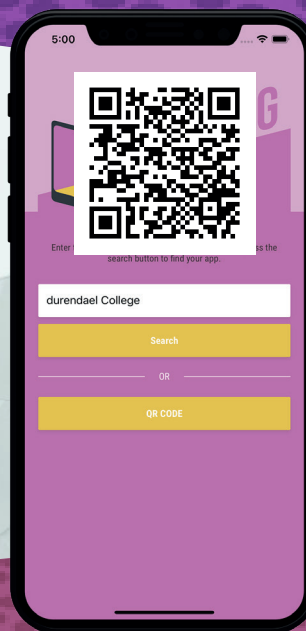 5:00
G
Enter
ss the
search button to find your app.
durendael College
Search
OR
QR CODE